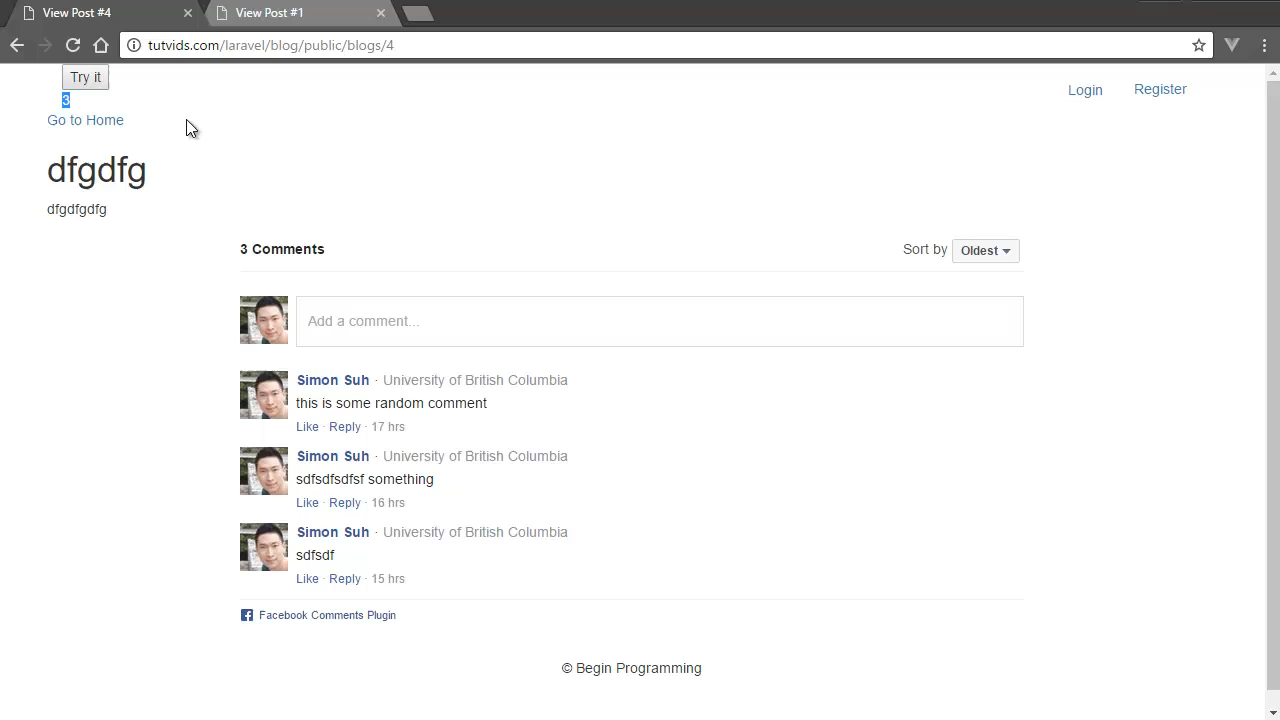 View Post #4
View Post #1
tutvids.com/laravel/blog/public/blogs/4
Try it
3
Go to Home
Login
Register
dfgdfg
dfgdfgdfg
3 Comments
Sort by Oldest
Add a comment...
Simon Suh · University of British Columbia
this is some random comment
Like · Reply · 17 hrs
Simon Suh · University of British Columbia
sdfsdfsdfsf something
Like · Reply · 16 hrs
Simon Suh · University of British Columbia
sdfsdf
Like · Reply · 15 hrs
Facebook Comments Plugin
© Begin Programming